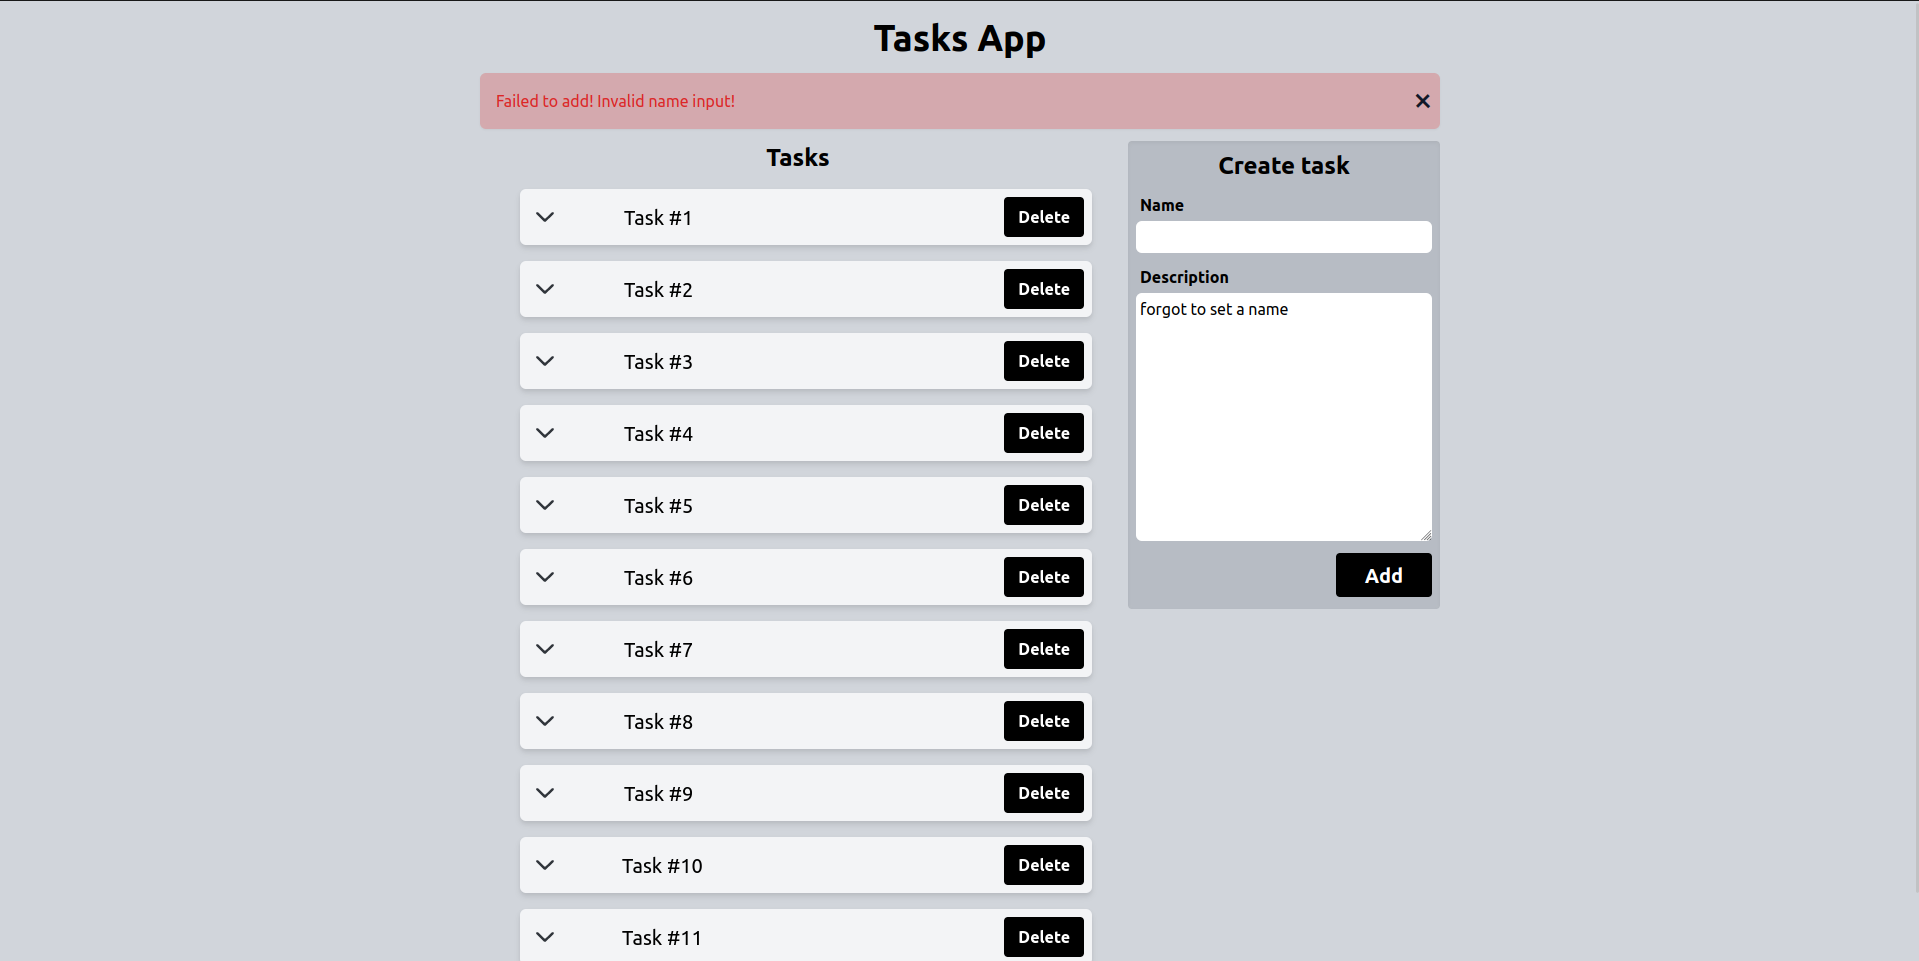 Tasks App
Failed to add! Invalid name input!
Tasks
Task #1
Delete
Task #2
Delete
Task #3
Delete
Task #4
Delete
Task #5
Delete
Task #6
Delete
Task #7
Delete
Task #8
Delete
Task #9
Delete
Task #10
Delete
Task #11
Delete
Create task
Name
Description
forgot to set a name
Add